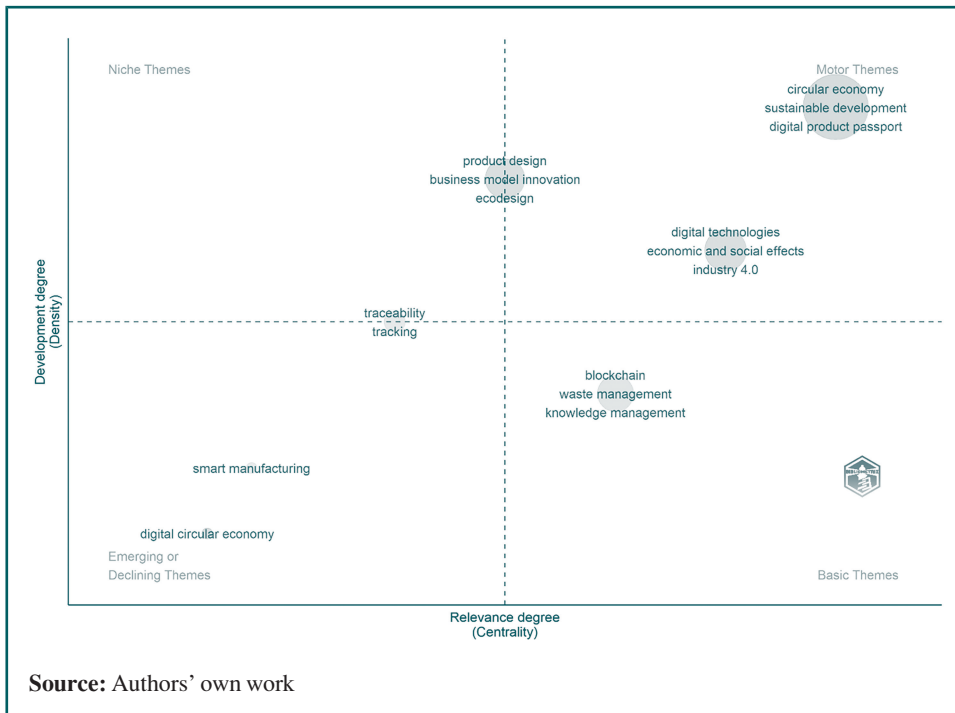 Niche Themes
Motor Themes
circular economy
sustainable development
digital product passport
product design
business model innovation
ecodesign
digital technologies
economic and social effects
industry 4.0
Development degree
(Density)
traceability
tracking
blockchain
waste management
knowledge management
smart manufacturing
digital circular economy
Emerging or
Declining Themes
Basic Themes
Relevance degree
(Centrality)
Source: Authors' own work